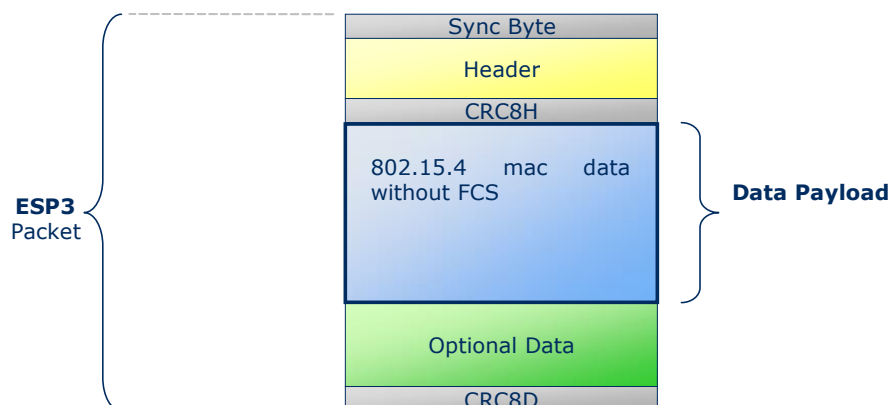 Sync Byte
Header
CRC8H
802.15.4 mac data
without FCS
ESP3
Packet
Data Payload
Optional Data
CRC8D